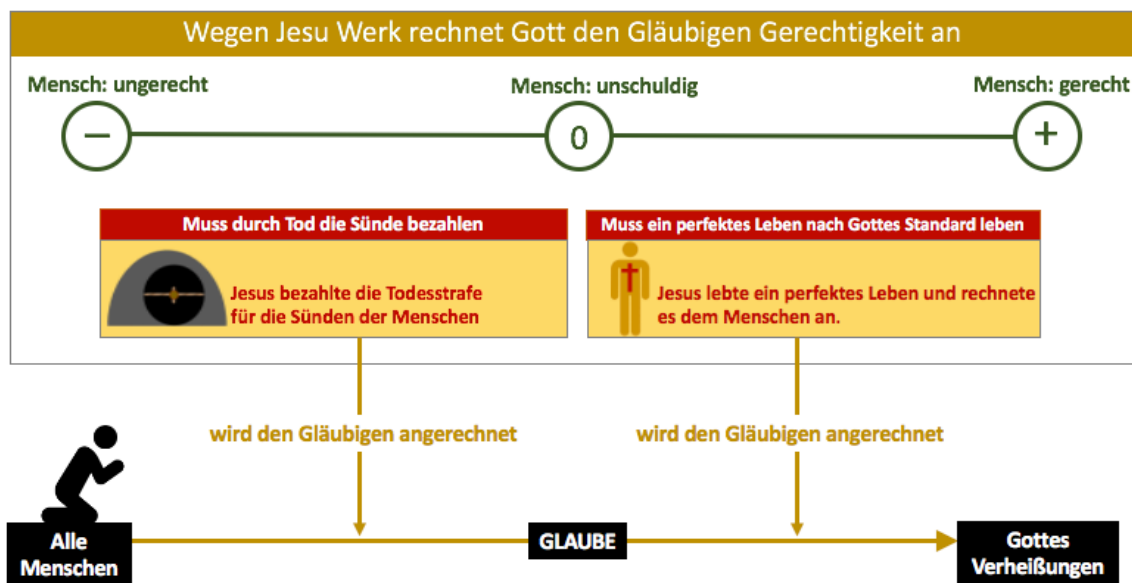 Wegen Jesu Werk rechnet Gott den Gläubigen Gerechtigkeit an
Mensch: ungerecht
Mensch: unschuldig
Mensch: gerecht
–
0
+
Muss durch Tod die Sünde bezahlen
Muss ein perfektes Leben nach Gottes Standard leben
Jesus bezahlte die Todesstrafe
für die Sünden der Menschen
Jesus lebte ein perfektes Leben und rechnete
es dem Menschen an.
wird den Gläubigen angerechnet
wird den Gläubigen angerechnet
Alle
Menschen
GLAUBE
Gottes
Verheißungen